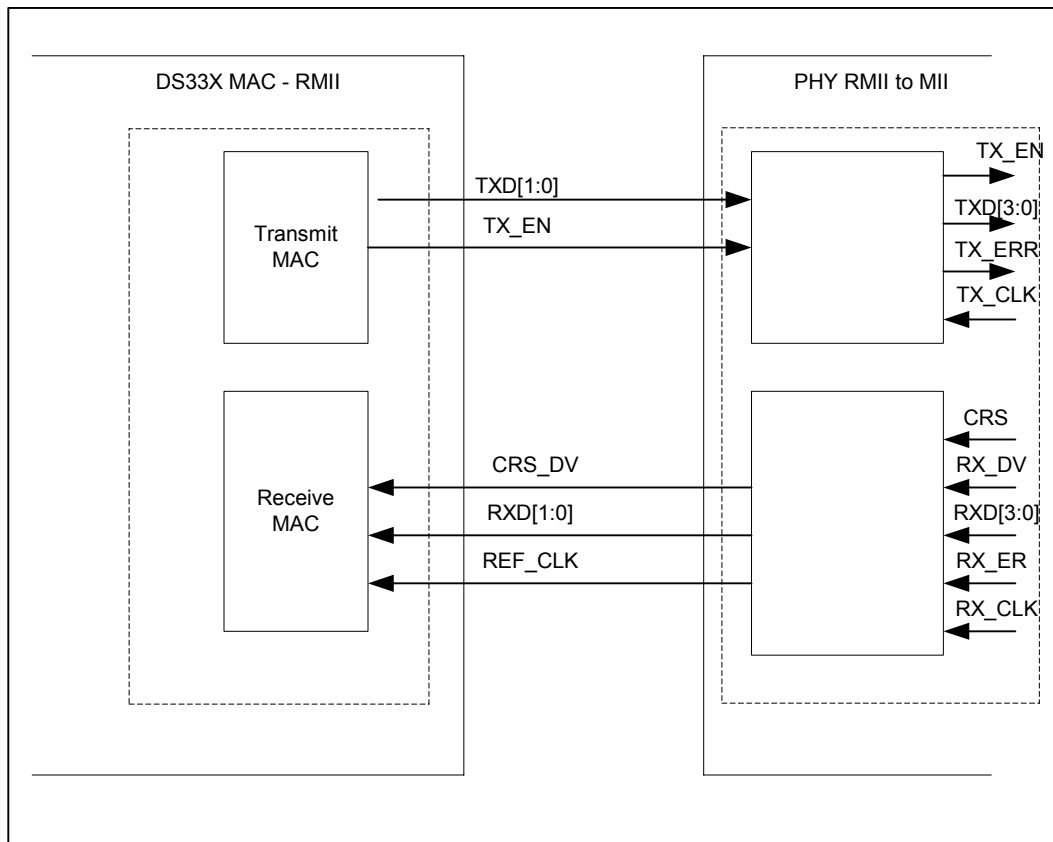 DS33X MAC - RMII
PHY RMII to MII
Transmit
MAC
TXD[1:0]
TX_EN
TX_EN
TXD[3:0]
TX_ERR
TX_CLK
Receive
MAC
CRS_DV
RXD[1:0]
REF_CLK
CRS
RX_DV
RXD[3:0]
RX_ER
RX_CLK